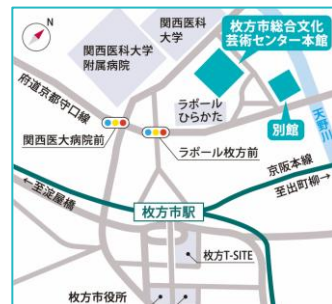 N
関西医科
大学
関西医科大学
附属病院
枚方市総合文化
芸術センター本館
府道京都守口線
ラポール
ひらかた
別館
天野川
関西医大病院前
ラポール枚方前
京阪本線
至出町柳→
←至淀屋橋
枚方市駅
枚方T-SITE
枚方市役所